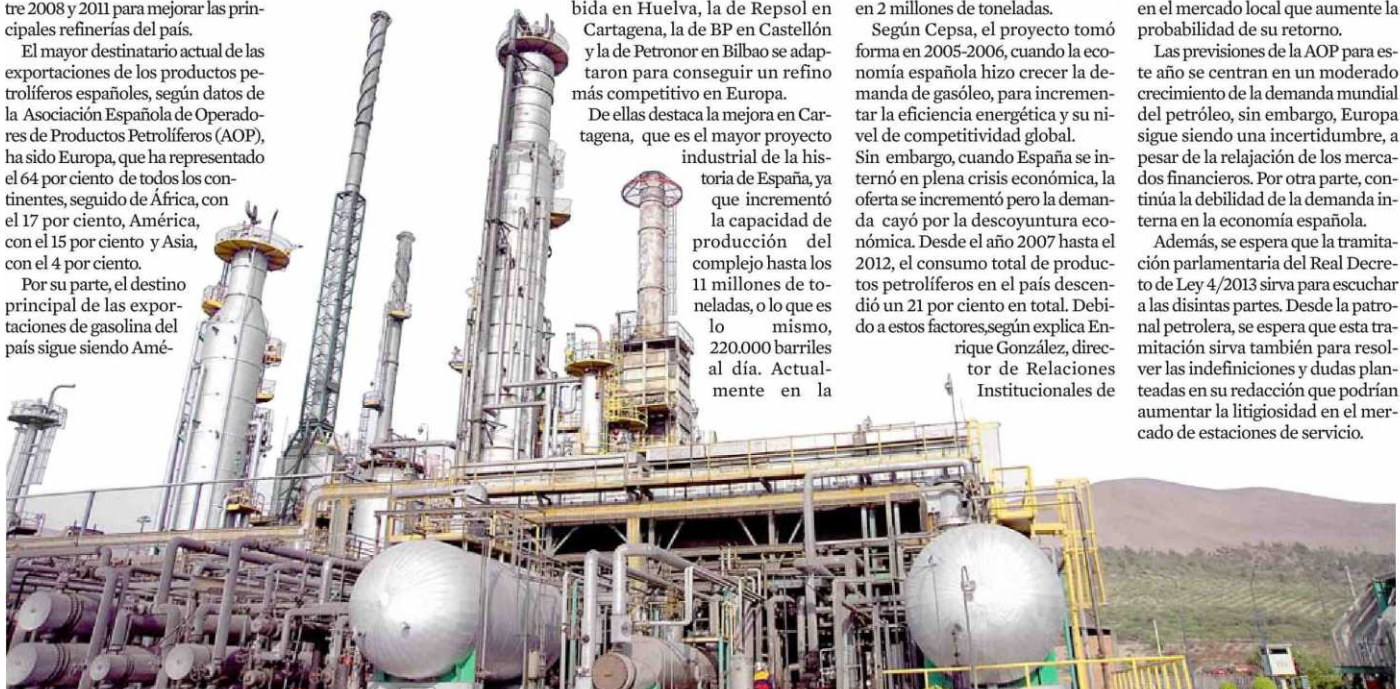 tre 2008 y 2011 para mejorar las prin-
cipales refinerías del país.
El mayor destinatario actual de las
exportaciones de los productos pe-
trolíferos españoles, según datos de
la Asociación Española de Operado-
res de Productos Petrolíferos (AOP),
ha sido Europa, que ha representado
el 64 por ciento de todos los con-
tinentes, seguido de África, con
el 17 por ciento, América,
con el 15 por ciento y Asia,
con el 4 por ciento.
Por su parte, el destino
principal de las expor-
taciones de gasolina del
país sigue siendo Amé-
bida en Huelva, la de Repsol en
Cartagena, la de BP en Castellón
y la de Petronor en Bilbao se adap-
taron para conseguir un refino
más competitivo en Europa.
De ellas destaca la mejora en Car-
tagena, que es el mayor proyecto
industrial de la his-
toria de España, ya
que incrementó
la capacidad de
producción del
complejo hasta los
11 millones de to-
neladas, o lo que es
lo mismo,
220.000 barriles
al día. Actual-
mente en la
en 2 millones de toneladas.
Según Cepsa, el proyecto tomó
forma en 2005-2006, cuando la eco-
nomía española hizo crecer la de-
manda de gasóleo, para incremen-
tar la eficiencia energética y su ni-
vel de competitividad global.
Sin embargo, cuando España se in-
ternó en plena crisis económica, la
oferta se incrementó pero la deman-
da cayó por la descoyuntura eco-
nómica. Desde el año 2007 hasta el
2012, el consumo total de produc-
tos petrolíferos en el país descen-
dió un 21 por ciento en total. Debi-
do a estos factores,según explica En-
rique González, direc-
tor de Relaciones
Institucionales de
en el mercado local que aumente la
probabilidad de su retorno.
Las previsiones de la AOP para es-
te año se centran en un moderado
crecimiento de la demanda mundial
del petróleo, sin embargo, Europa
sigue siendo una incertidumbre, a
pesar de la relajación de los merca-
dos financieros. Por otra parte, con-
tinúa la debilidad de la demanda in-
terna en la economía española.
Además, se espera que la tramita-
ción parlamentaria del Real Decre-
to de Ley 4/2013 sirva para escuchar
a las disintas partes. Desde la patro-
nal petrolera, se espera que esta tra-
mitación sirva también para resol-
ver las indefiniciones y dudas plan-
teadas en su redacción que podrían
aumentar la litigiosidad en el mer-
cado de estaciones de servicio.